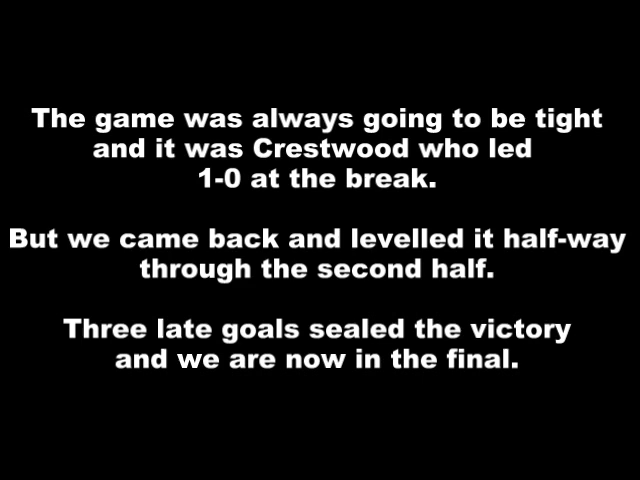 The game was always going to be tight
and it was Crestwood who led
1-0 at the break.
But we came back and levelled it half-way
through the second half.
Three late goals sealed the victory
and we are now in the final.